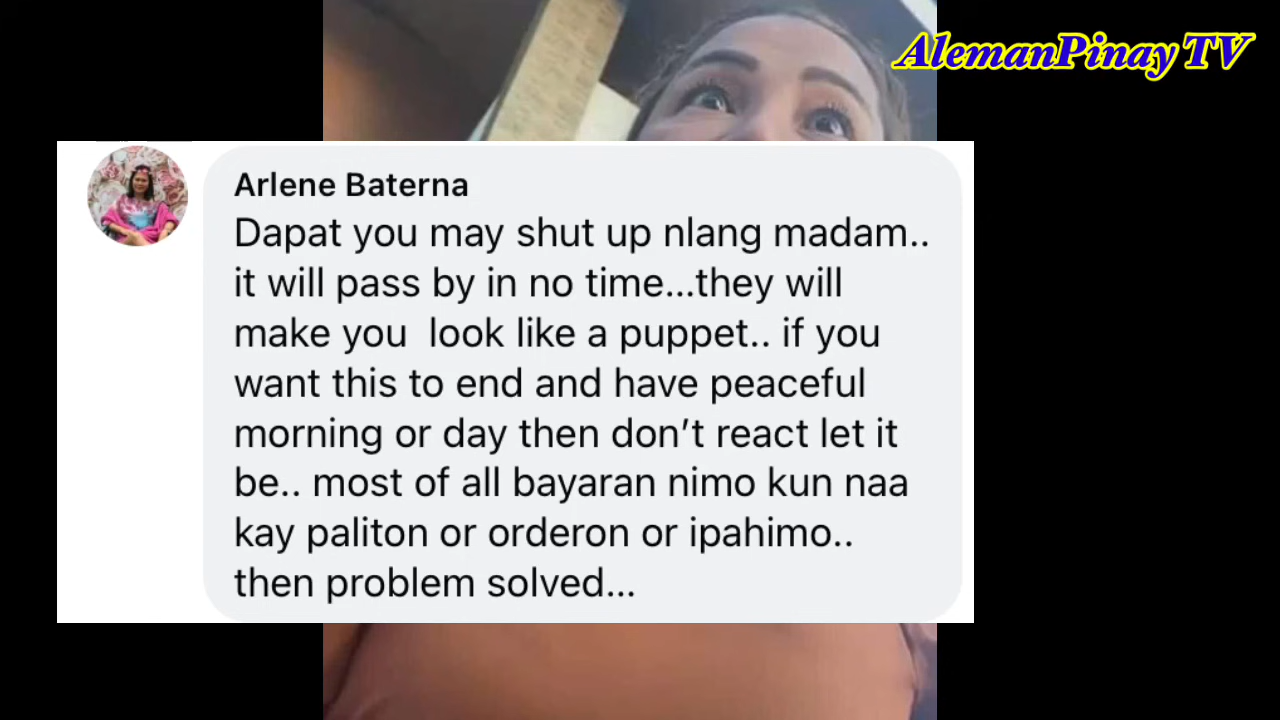 AlemanPinay TV
Arlene Baterna
Dapat you may shut up nlang madam..
it will pass by in no time...they will
make you  look like a puppet.. if you
want this to end and have peaceful
morning or day then don’t react let it
be.. most of all bayaran nimo kun naa
kay paliton or orderon or ipahimo..
then problem solved...